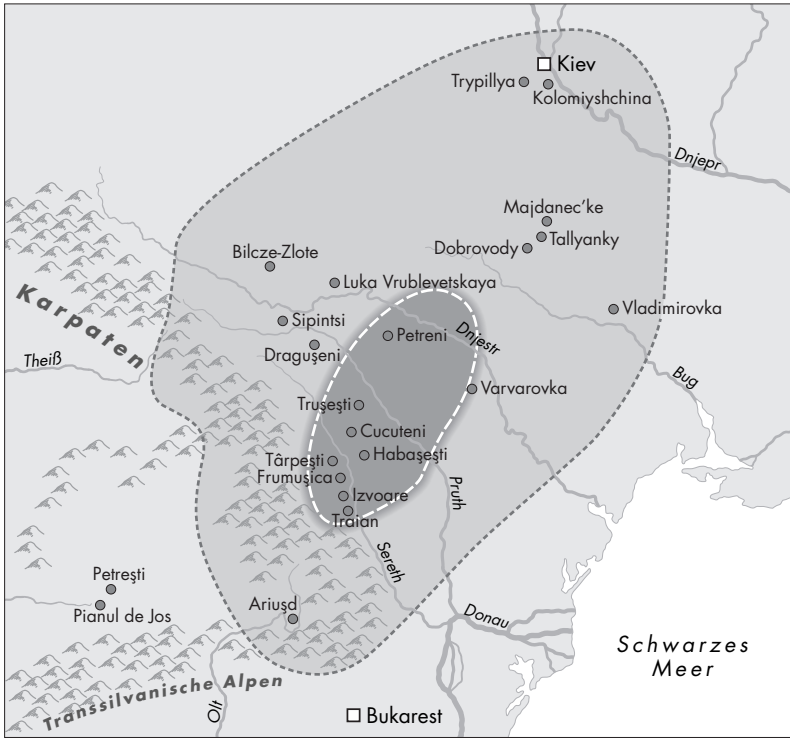 Kiev
Trypillya
Kolomiyshchina
Dnjepr
Majdanec’ke
Tallyanky
Dobrovody
Bilcze-Zlote
Luka Vrublevetskaya
Karpaten
Sipintsi
Vladimirovka
Petreni
Dnjestr
Draguşeni
Theiß
Bug
Varvarovka
Truşeşti
Cucuteni
Habaşeşti
Târpeşti
Frumuşica
Izvoare
Pruth
Traian
Sereth
Petreşti
Pianul de Jos
Ariuşd
Donau
Schwarzes
Meer
Transsilvanische Alpen
Olt
Bukarest